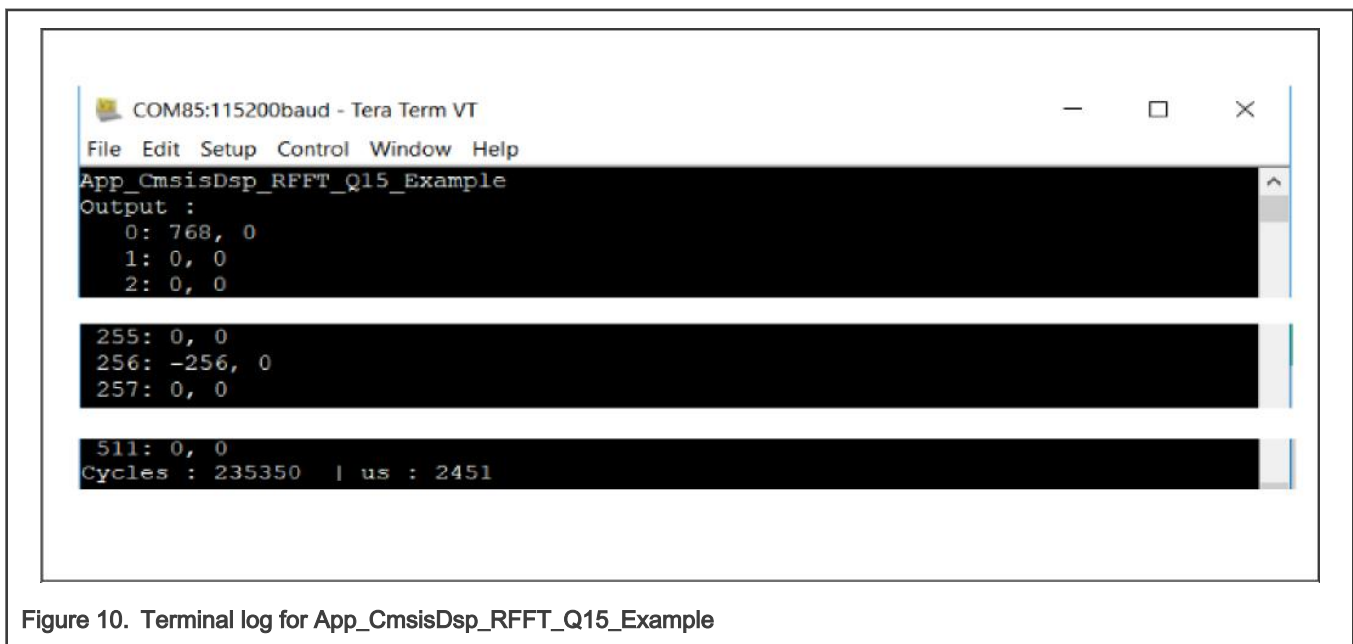 COM85:115200baud - Tera Term VT
File Edit Setup Control Window Help
App_CmsisDsp_RFFT_Q15_Example
Output :
0: 768, 0
1: 0, 0
2: 0, 0
255: 0, 0
256: -256, 0
257: 0, 0
511: 0, 0
Cycles : 235350 | us : 2451
Figure 10. Terminal log for App_CmsisDsp_RFFT_Q15_Example